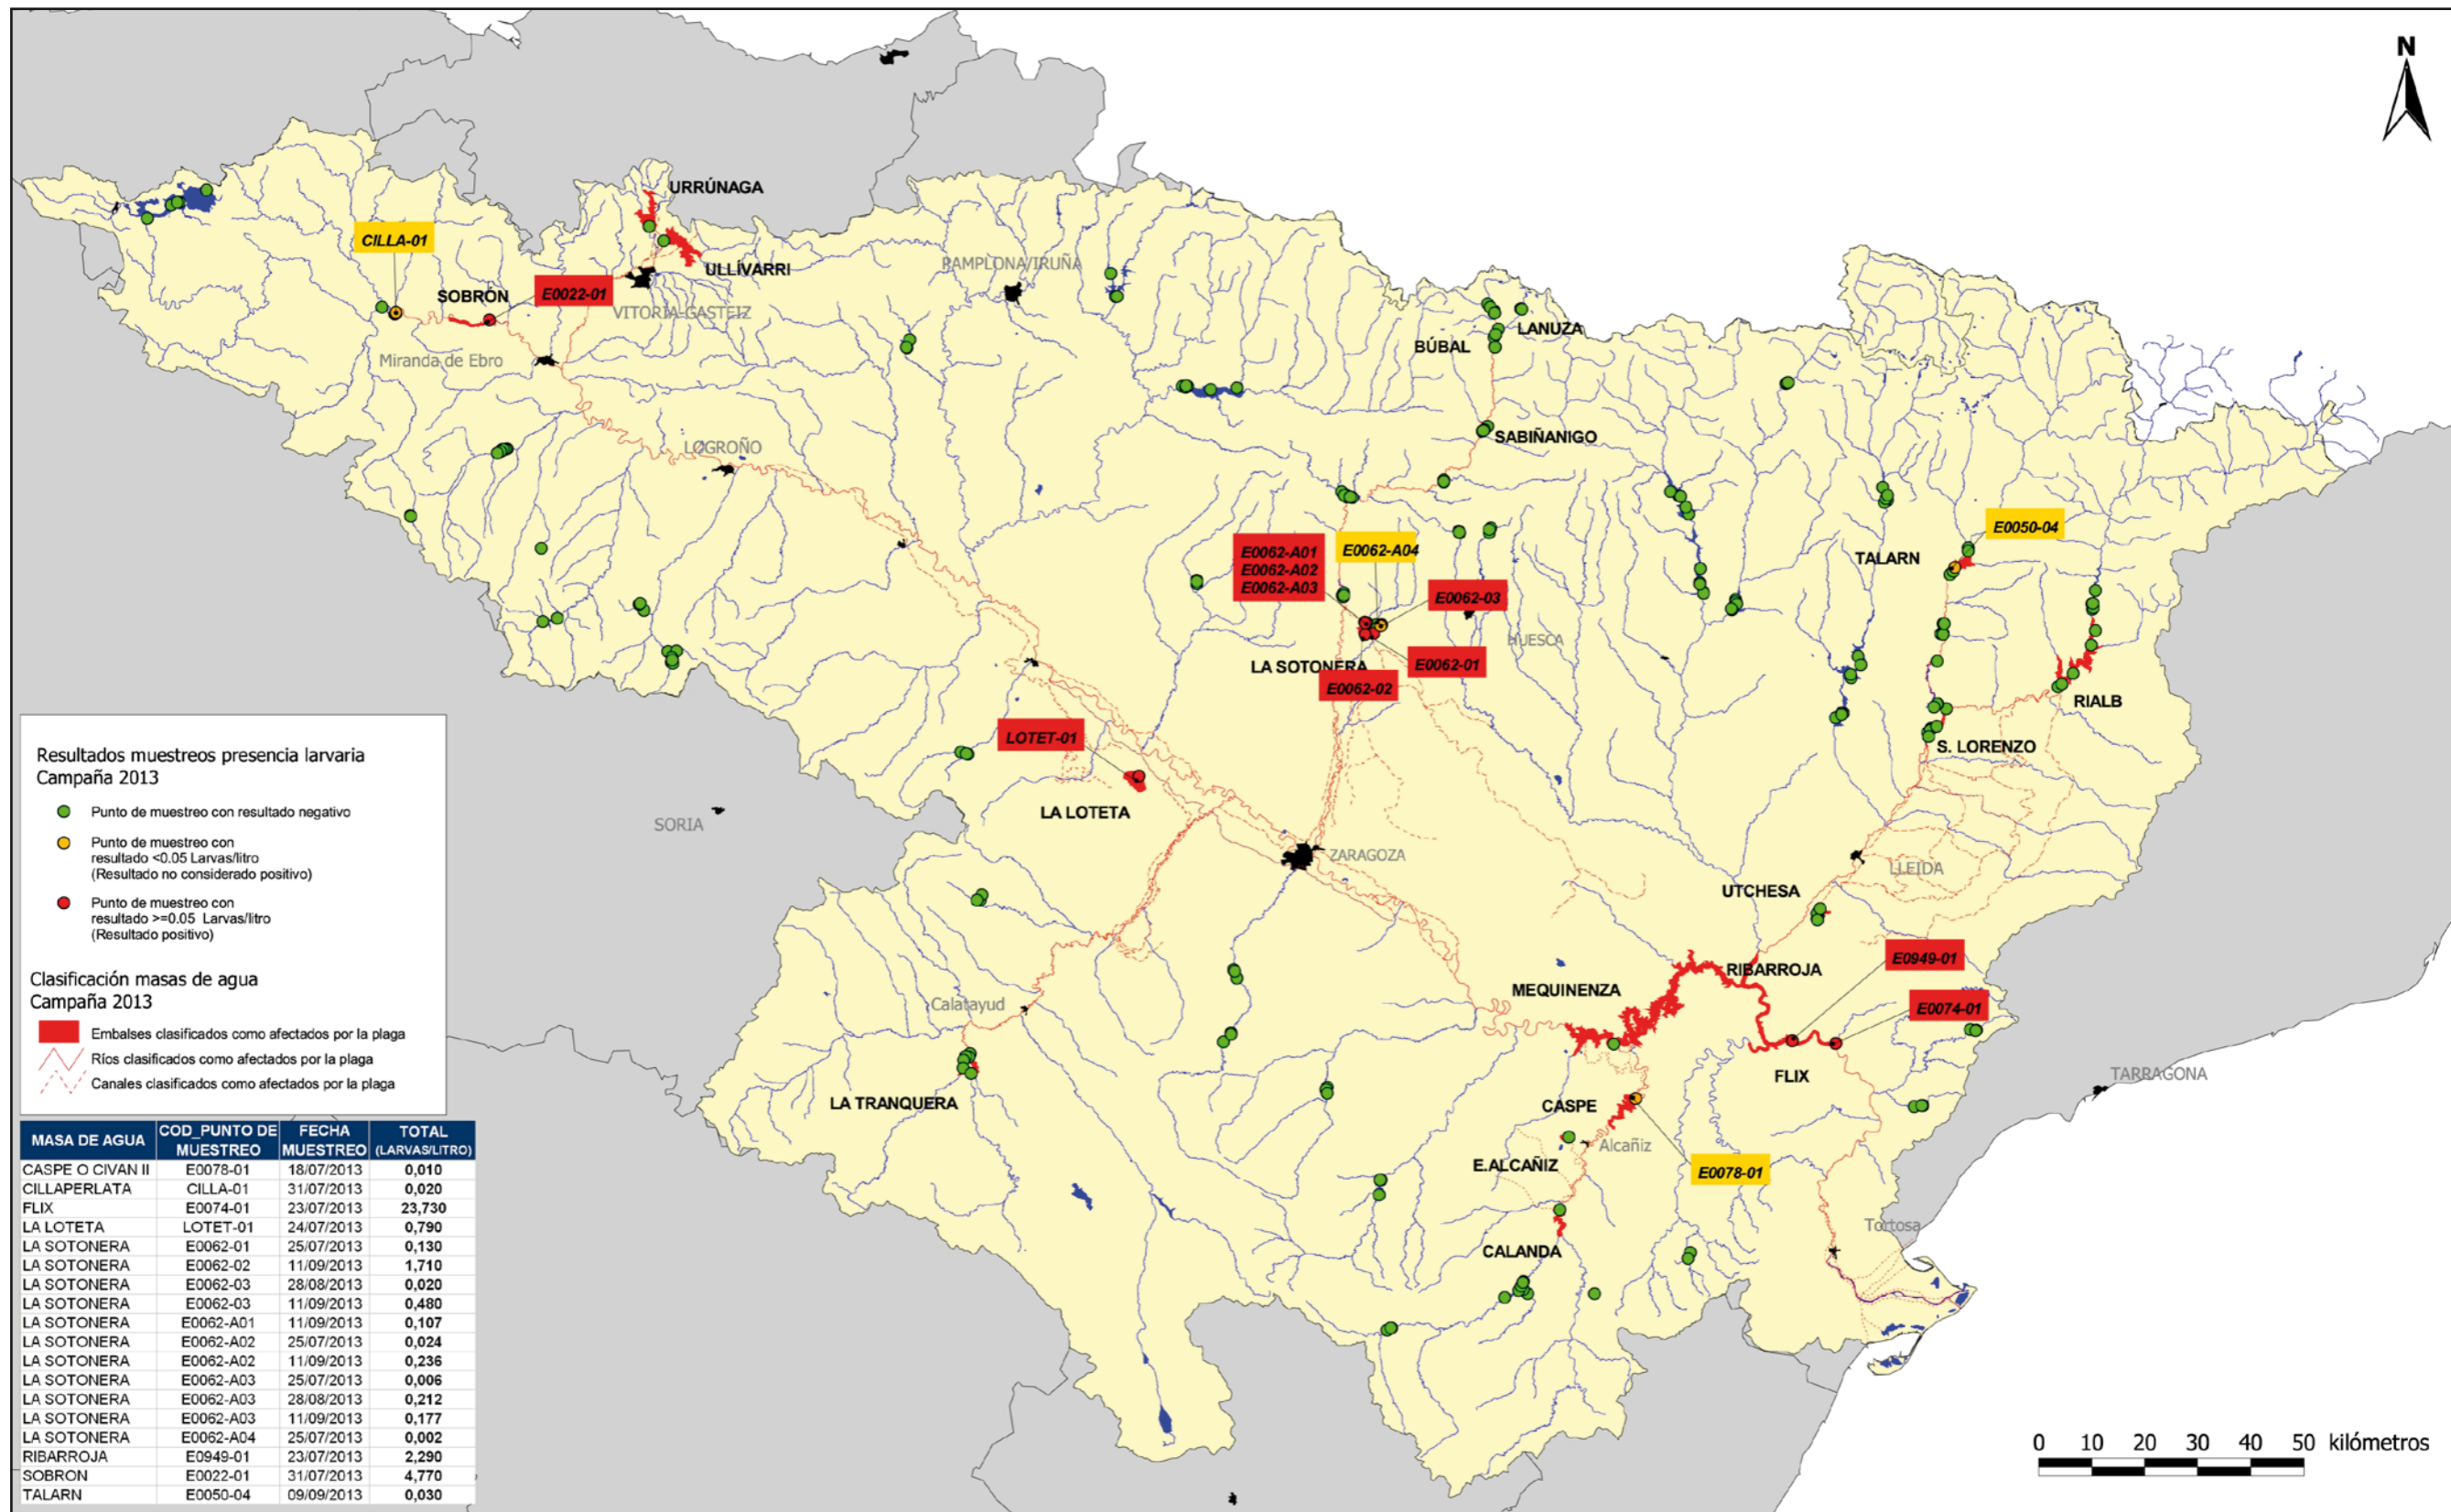 N
URRÚNAGA
CILLA-01
ULLÍVARRI
PAMPLONA/IRUÑA
SOBRÓN
E0022-01
VITORIA-GASTEIZ
LANUZA
BÚBAL
Miranda de Ebro
SABIÑANIGO
LOGROÑO
E0050-04
E0062-A01
E0062-A02
E0062-A03
E0062-A04
TALARN
E0062-03
HUESCA
LA SOTONERA
E0062-01
E0062-02
RIALB
LOTET-01
S. LORENZO
LA LOTETA
SORIA
ZARAGOZA
LLEIDA
UTCHESA
E0949-01
RIBARROJA
MEQUINENZA
E0074-01
Calatayud
FLIX
TARRAGONA
LA TRANQUERA
CASPE
Alcañiz
E.ALCAÑIZ
E0078-01
Tortosa
CALANDA
Resultados muestreos presencia larvaria
Campaña 2013
Punto de muestreo con resultado negativo
Punto de muestreo con
resultado <0.05 Larvas/litro
(Resultado no considerado positivo)
Punto de muestreo con
resultado >=0.05 Larvas/litro
(Resultado positivo)
Clasificación masas de agua
Campaña 2013
Embalses clasificados como afectados por la plaga
Ríos clasificados como afectados por la plaga
Canales clasificados como afectados por la plaga
MASA DE AGUA COD_PUNTO DE MUESTREO FECHA MUESTREO TOTAL (LARVAS/LITRO)
CASPE O CIVAN II E0078-01 18/07/2013 0,010
CILLAPERLATA CILLA-01 31/07/2013 0,020
FLIX E0074-01 23/07/2013 23,730
LA LOTETA LOTET-01 24/07/2013 0,790
LA SOTONERA E0062-01 25/07/2013 0,130
LA SOTONERA E0062-02 11/09/2013 1,710
LA SOTONERA E0062-03 28/08/2013 0,020
LA SOTONERA E0062-03 11/09/2013 0,480
LA SOTONERA E0062-A01 11/09/2013 0,107
LA SOTONERA E0062-A02 25/07/2013 0,024
LA SOTONERA E0062-A02 11/09/2013 0,236
LA SOTONERA E0062-A03 25/07/2013 0,006
LA SOTONERA E0062-A03 28/08/2013 0,212
LA SOTONERA E0062-A03 11/09/2013 0,177
LA SOTONERA E0062-A04 25/07/2013 0,002
RIBARROJA E0949-01 23/07/2013 2,290
SOBRON E0022-01 31/07/2013 4,770
TALARN E0050-04 09/09/2013 0,030
0 10 20 30 40 50 kilómetros